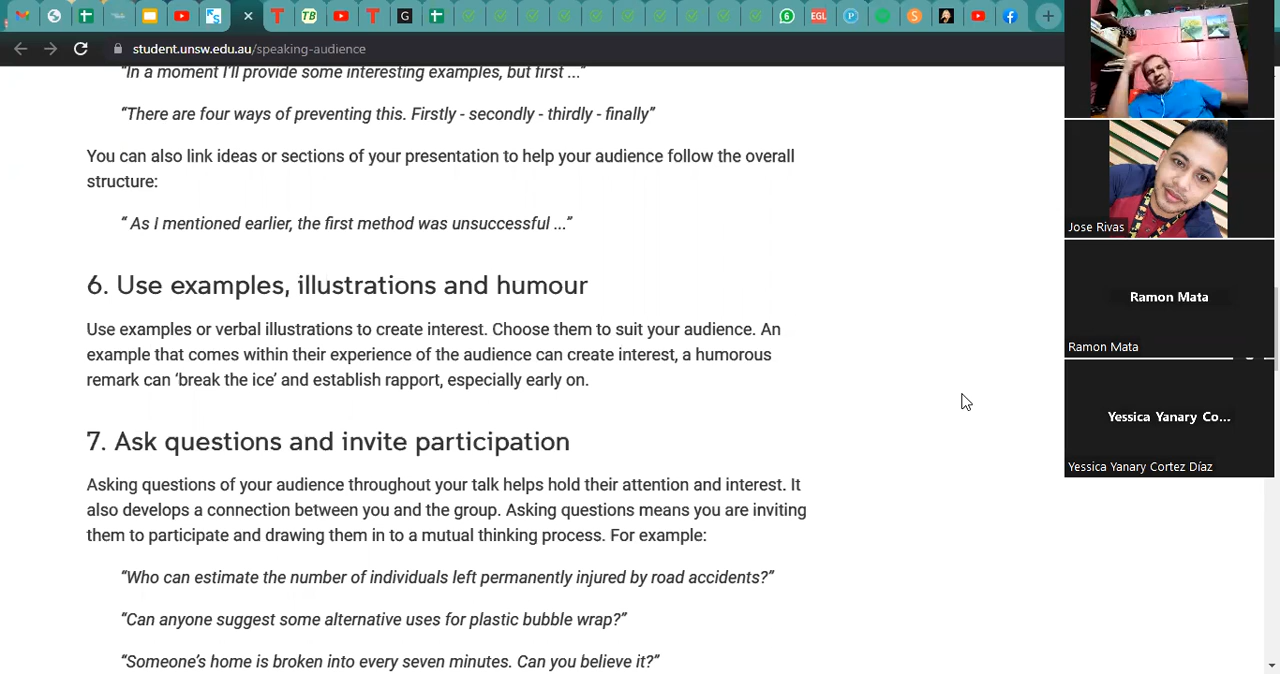 TB
G
6
EGL
P
S
student.unsw.edu.au/speaking-audience
"In a moment I'll provide some interesting examples, but first ..."
“There are four ways of preventing this. Firstly - secondly - thirdly - finally”
You can also link ideas or sections of your presentation to help your audience follow the overall
structure:
“ As I mentioned earlier, the first method was unsuccessful ...”
6. Use examples, illustrations and humour
Use examples or verbal illustrations to create interest. Choose them to suit your audience. An
example that comes within their experience of the audience can create interest, a humorous
remark can ‘break the ice’ and establish rapport, especially early on.
7. Ask questions and invite participation
Asking questions of your audience throughout your talk helps hold their attention and interest. It
also develops a connection between you and the group. Asking questions means you are inviting
them to participate and drawing them in to a mutual thinking process. For example:
“Who can estimate the number of individuals left permanently injured by road accidents?”
“Can anyone suggest some alternative uses for plastic bubble wrap?”
“Someone’s home is broken into every seven minutes. Can you believe it?”
Jose Rivas
Ramon Mata
Ramon Mata
Yessica Yanary Co...
Yessica Yanary Cortez Díaz